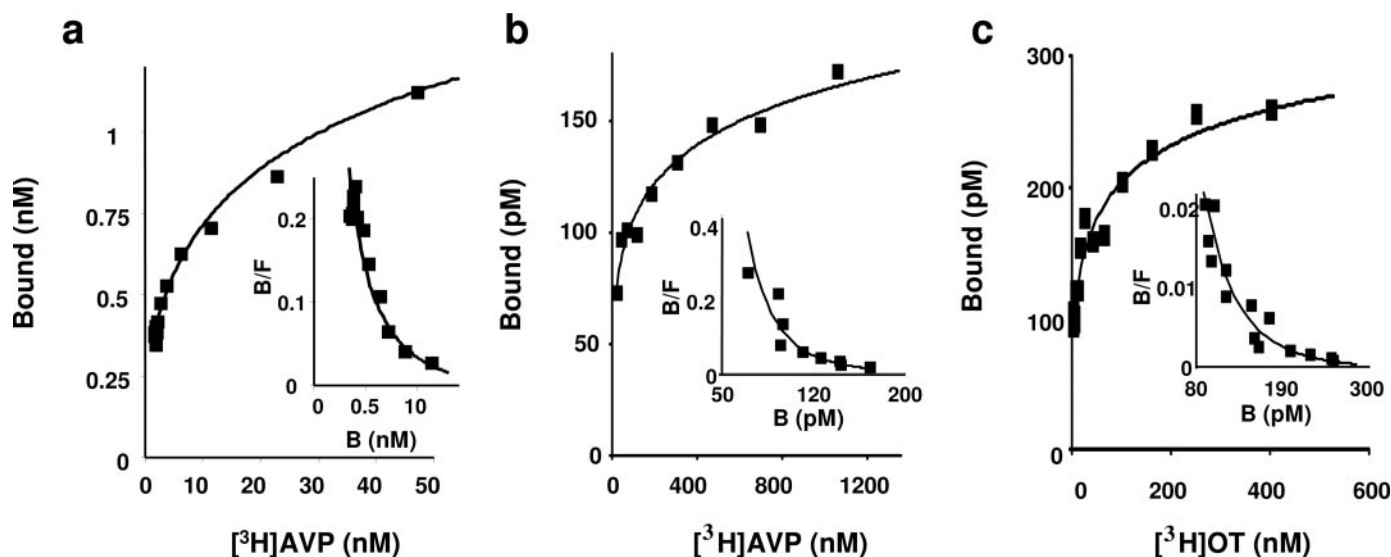 a
Bound (nM)
1
0.75
0.5
0.25
0
0 10 20 30 40 50
[³H]AVP (nM)
B/F
0.2
0.1
0
0 0.5 10
B (nM)
b
Bound (pM)
150
100
50
0
0 400 800 1200
[³H]AVP (nM)
B/F
0.4
0.2
0
50 120 200
B (pM)
c
Bound (pM)
300
200
100
0
0 200 400 600
[³H]OT (nM)
B/F
0.02
0.01
0
80 190 300
B (pM)